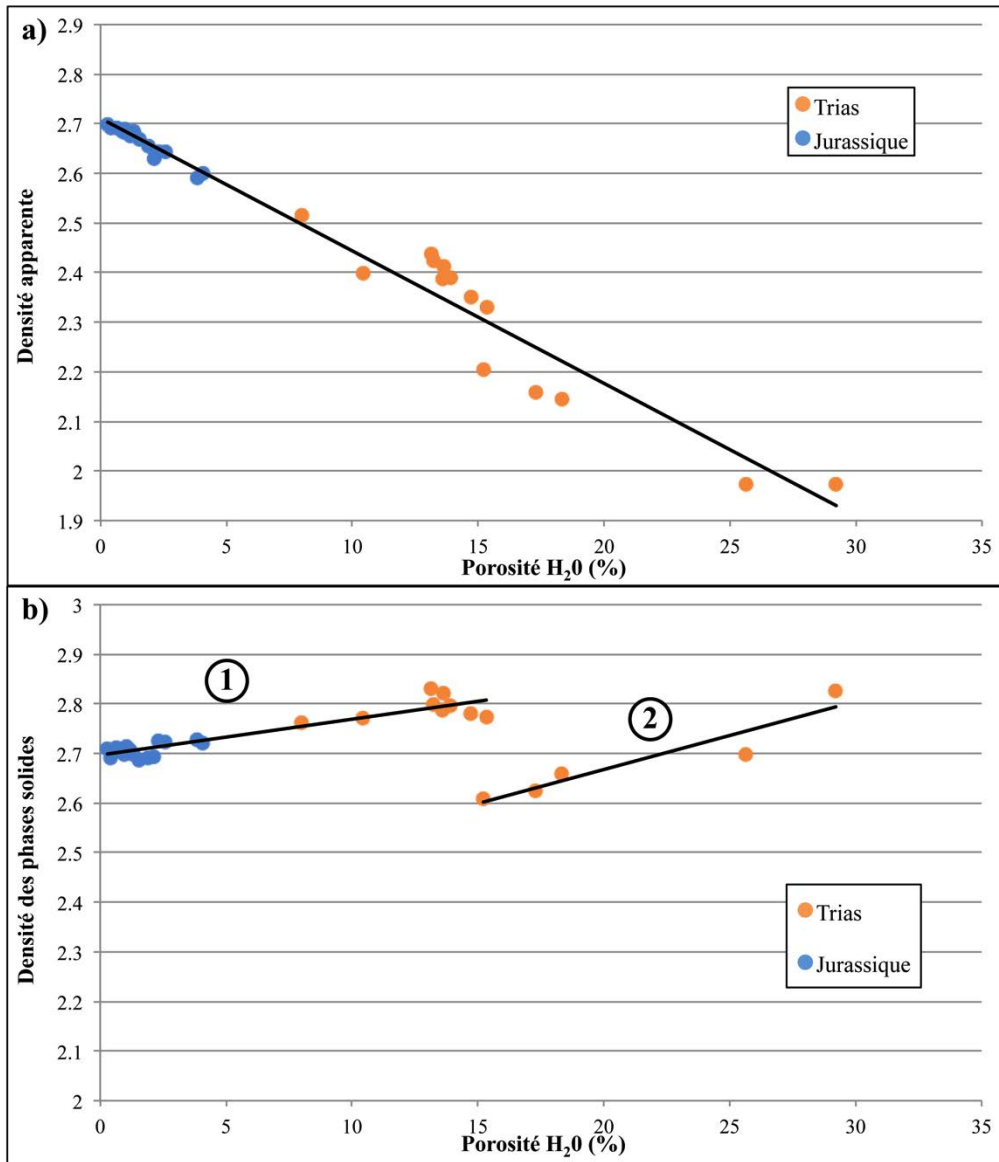 a)
2.9
2.8
2.7
2.6
2.5
2.4
2.3
2.2
2.1
2
1.9
Densité apparente
Trias
Jurassique
0 5 10 15 20 25 30 35
Porosité H₂0 (%)
b)
3
2.9
2.8
2.7
2.6
2.5
2.4
2.3
2.2
2.1
2
Densité des phases solides
1
2
Trias
Jurassique
0 5 10 15 20 25 30 35
Porosité H₂0 (%)